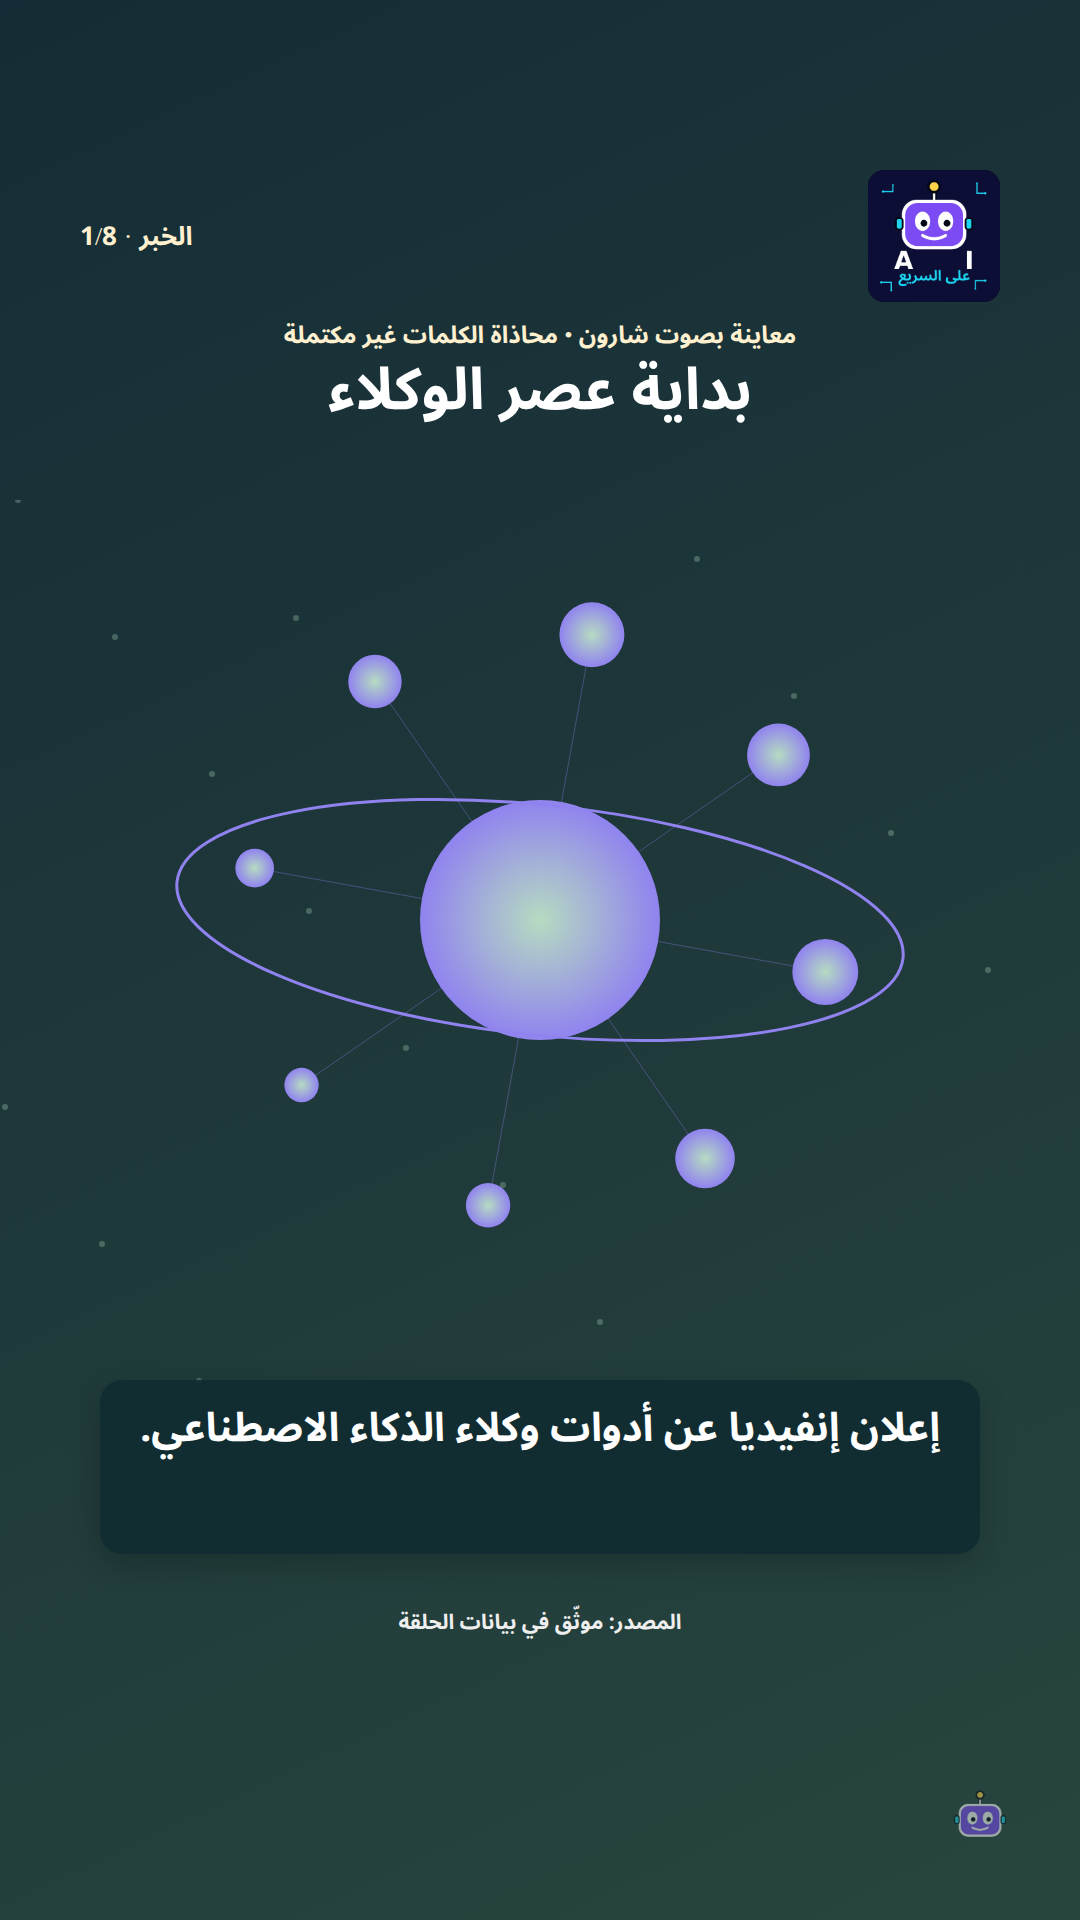 A I
على السريع
الخبر · 1/8
معاينة بصوت شارون • محاذاة الكلمات غير مكتملة
بداية عصر الوكلاء
إعلان إنفيديا عن أدوات وكلاء الذكاء الاصطناعي.
المصدر: موثّق في بيانات الحلقة